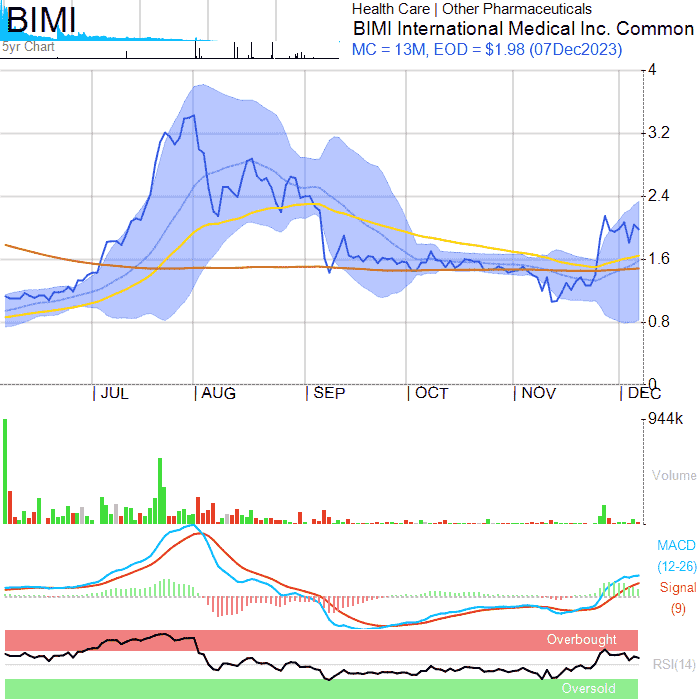 BIMI
5yr Chart
Health Care | Other Pharmaceuticals
BIMI International Medical Inc. Common
MC = 13M, EOD = $1.98 (07Dec2023)
4
3.2
2.4
1.6
0.8
0
JUL AUG SEP OCT NOV DEC
944k
Volume
MACD
(12-26)
Signal
(9)
Overbought
RSI(14)
Oversold